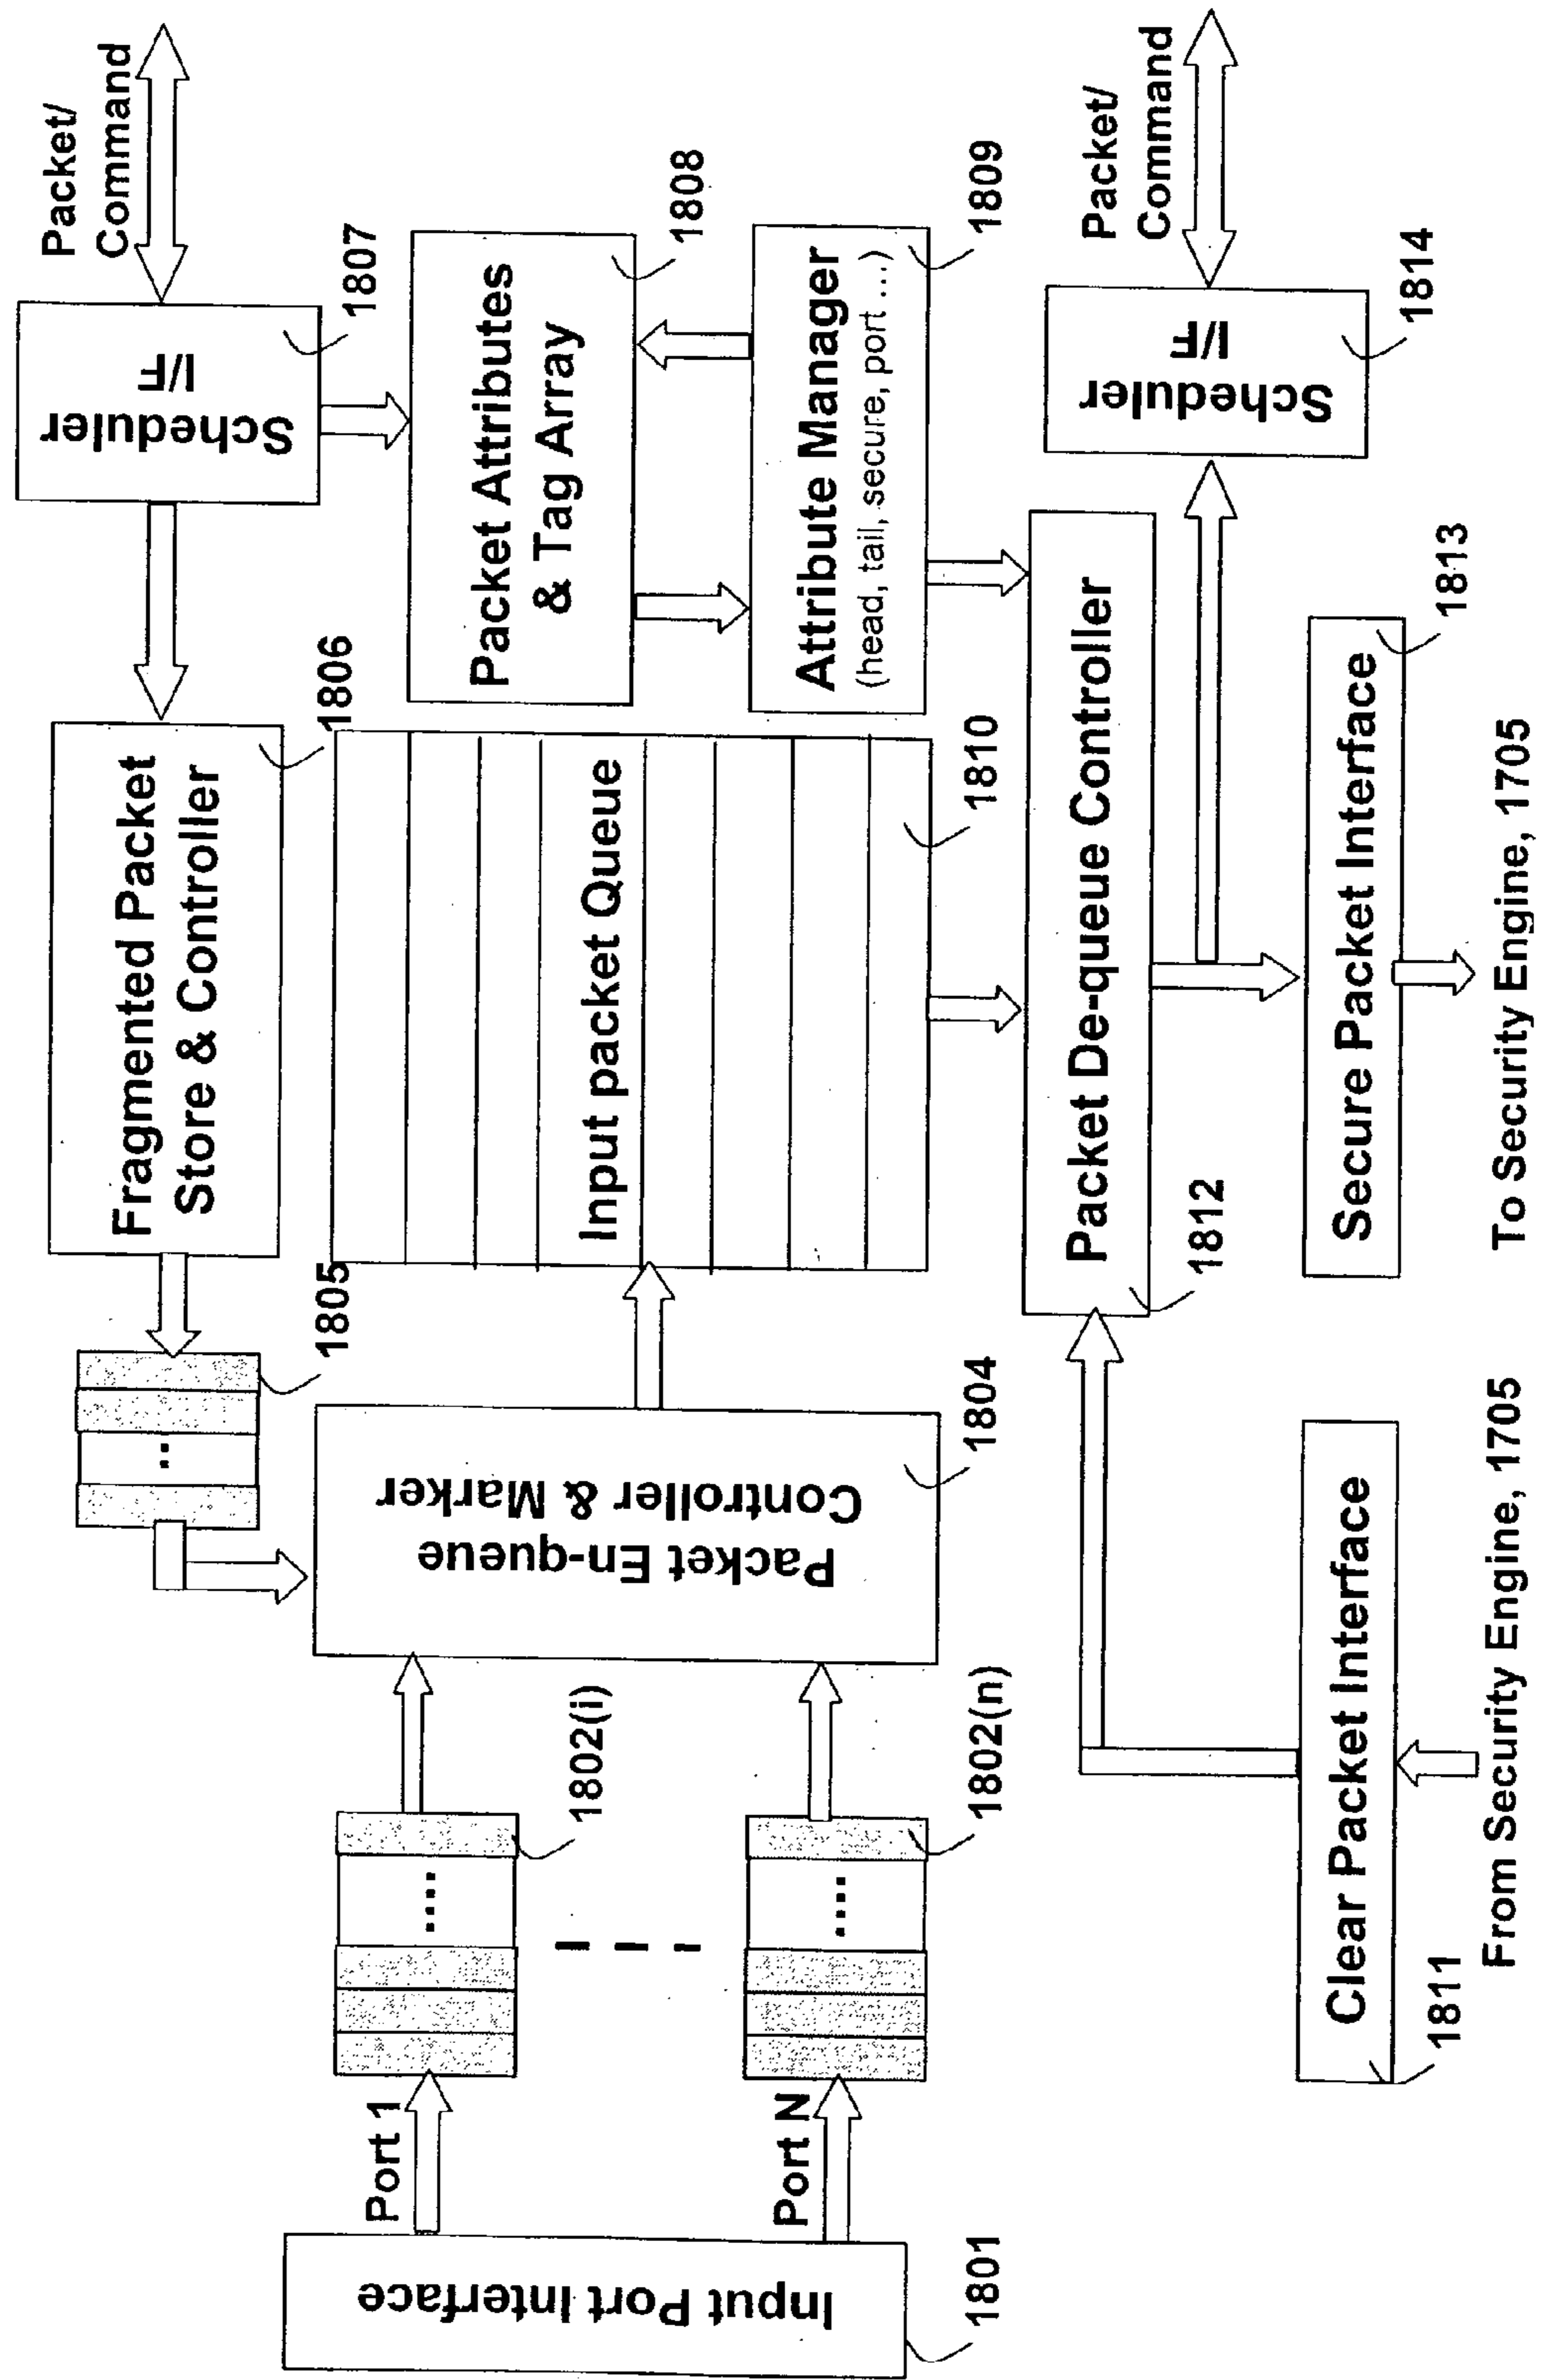 Packet/
Command
Scheduler
I/F
1807
Fragmented Packet
Store & Controller
1806
1805
Packet Attributes
& Tag Array
1808
Attribute Manager
(head, tail, secure, port ...)
1809
Input packet Queue
1810
Packet En-queue
Controller & Marker
1804
Input Port Interface
1801
Port 1
....
1802(i)
Port N
....
1802(n)
..
Packet De-queue Controller
1812
Packet/
Command
Scheduler
I/F
1814
Secure Packet Interface
1813
To Security Engine, 1705
Clear Packet Interface
1811
From Security Engine, 1705